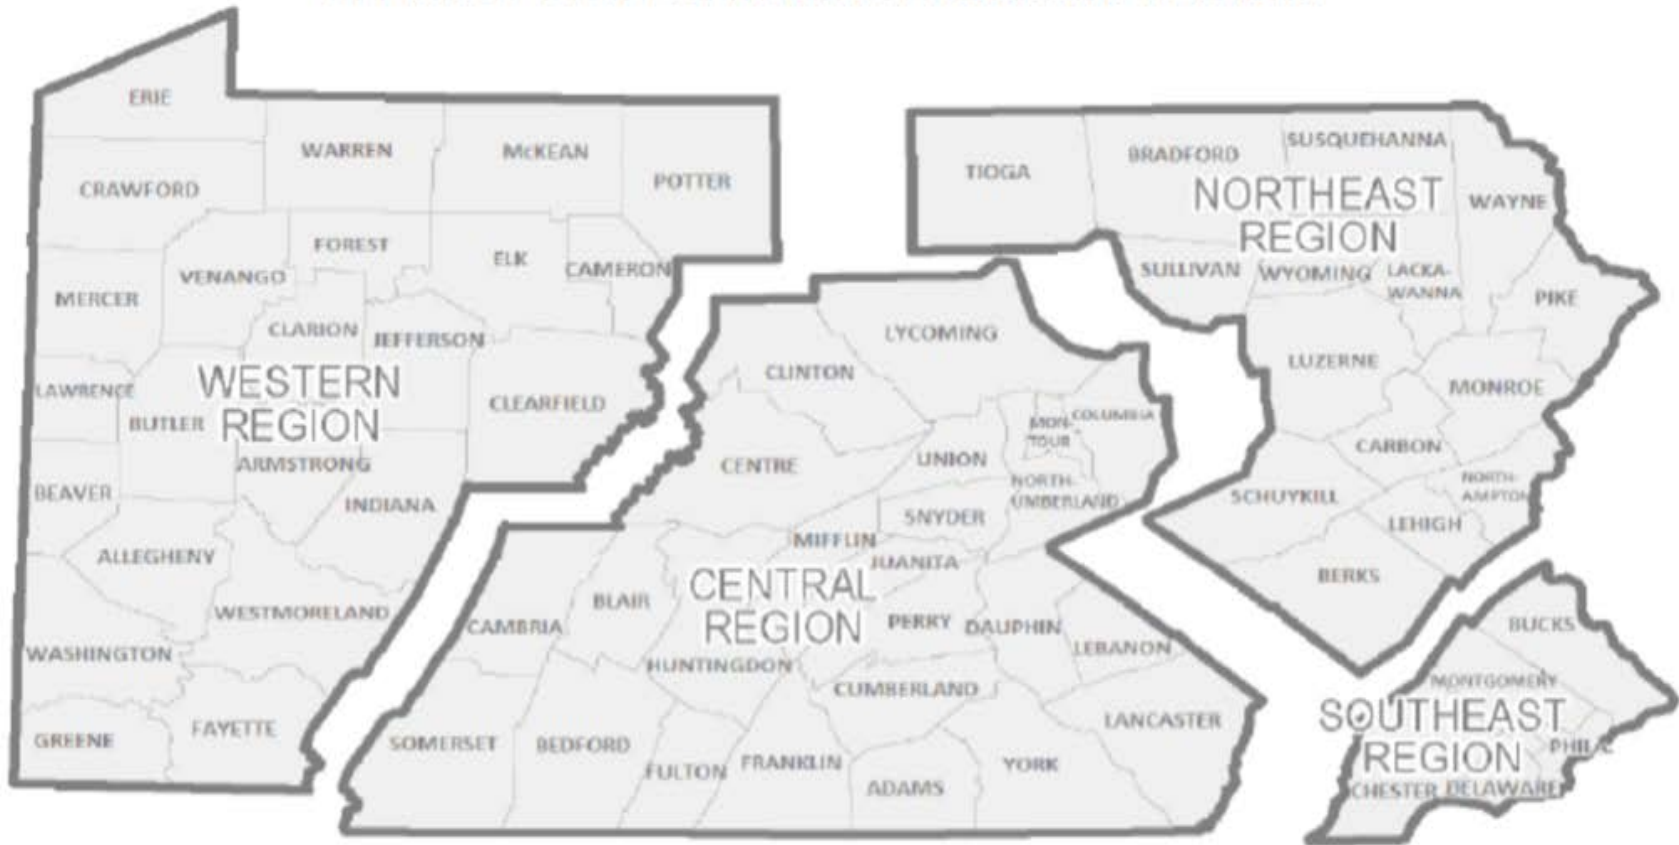 ERIE
WARREN
McKEAN
POTTER
CRAWFORD
FOREST
ELK
CAMERON
VENANGO
MERCER
CLARION
JEFFERSON
LAWRENCE
WESTERN
REGION
CLEARFIELD
BUTLER
ARMSTRONG
BEAVER
INDIANA
ALLEGHENY
WESTMORELAND
WASHINGTON
GREENE
FAYETTE
LYCOMING
CLINTON
MON-
TOUR
COLUMBIA
CENTRE
UNION
NORTH-
UMBERLAND
SNYDER
MIFFLIN
JUANITA
CENTRAL
REGION
BLAIR
CAMBRIA
PERRY
DAUPHIN
LEBANON
HUNTINGDON
CUMBERLAND
LANCASTER
SOMERSET
BEDFORD
FULTON
FRANKLIN
ADAMS
YORK
TIOGA
BRADFORD
SUSQUEHANNA
NORTHEAST
REGION
WAYNE
SULLIVAN
WYOMING
LACKA-
WANNA
PIKE
LUZERNE
MONROE
CARBON
SCHUYKILL
NORTH-
AMPTON
LEHIGH
BERKS
BUCKS
MONTGOMERY
SOUTHEAST
REGION
PHILA
CHESTER
DELAWARE